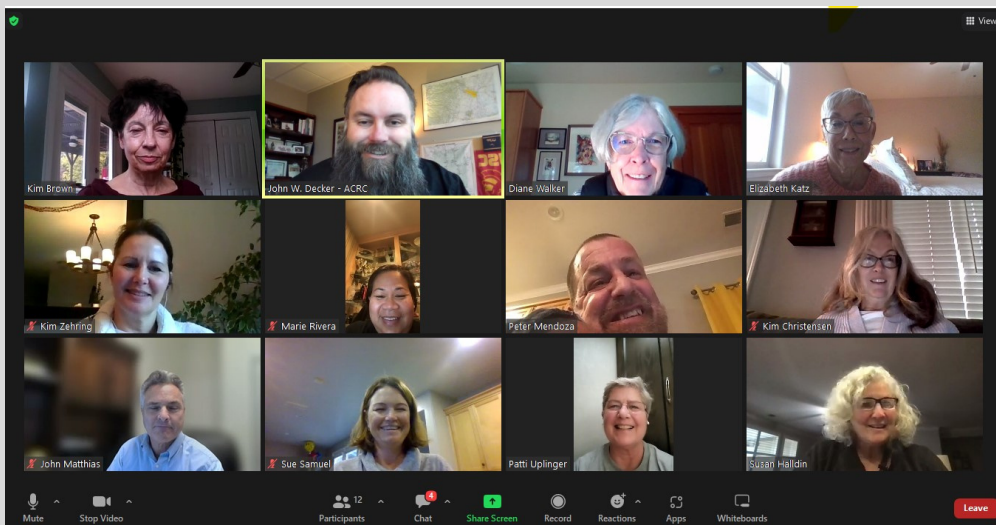 View
Kim Brown
John W. Decker - ACRC
Diane Walker
Elizabeth Katz
Kim Zehring
Marie Rivera
Peter Mendoza
Kim Christensen
John Matthias
Sue Samuel
Patti Uplinger
Susan Halldin
Mute
Stop Video
Participants
12
Chat
4
Share Screen
Record
Reactions
Apps
Whiteboards
Leave